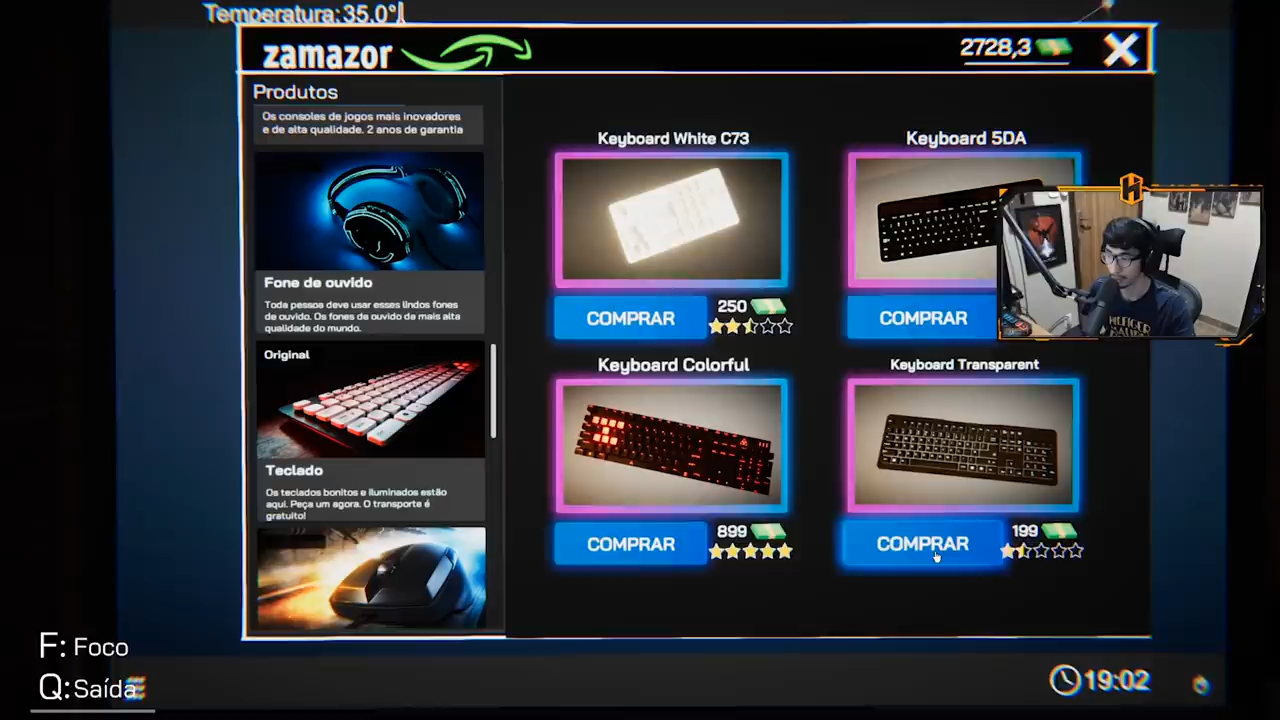 Temperatura:35.0°
zamazor
2728,3
X
Produtos
Os consoles de jogos mais inovadores
e de alta qualidade. 2 anos de garantia
Fone de ouvido
Toda pessoa deve usar esses lindos fones
de ouvido. Os fones de ouvido da mais alta
qualidade do mundo.
Original
Teclado
Os teclados bonitos e iluminados estão
aqui. Peça um agora. O transporte é
gratuito!
Keyboard White C73
COMPRAR
250
Keyboard 5DA
COMPRAR
Keyboard Colorful
COMPRAR
899
Keyboard Transparent
COMPRAR
199
F: Foco
Q: Saída
19:02